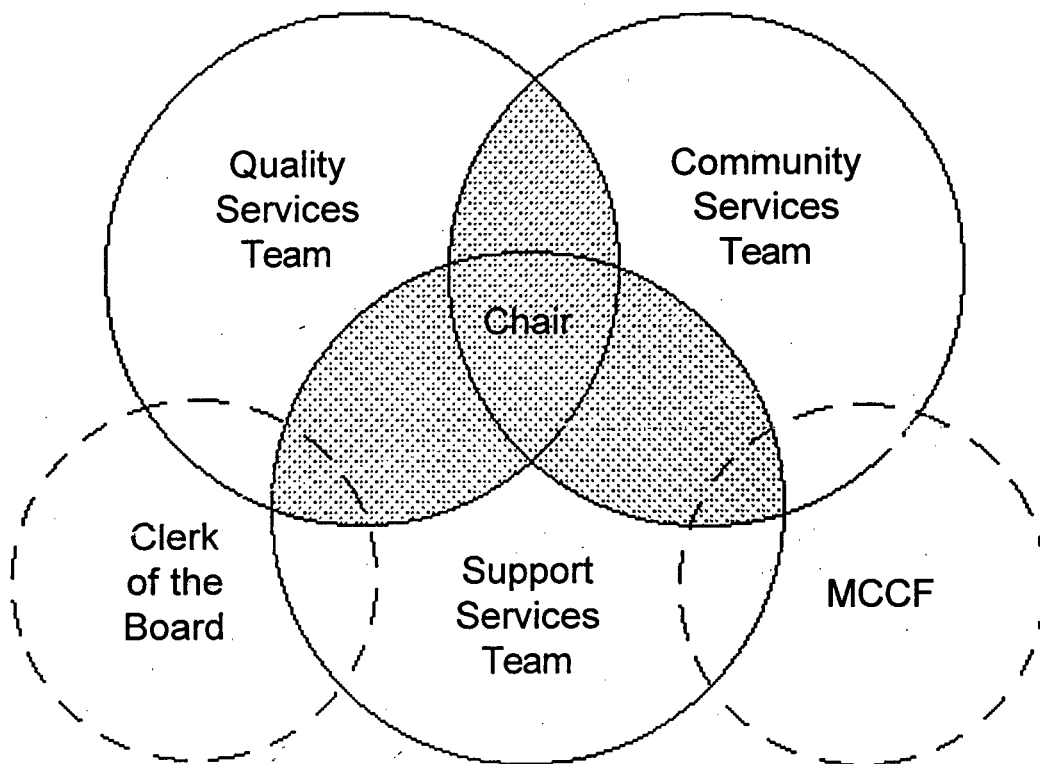 Quality
Services
Team
Community
Services
Team
Chair
Clerk
of the
Board
Support
Services
Team
MCCF